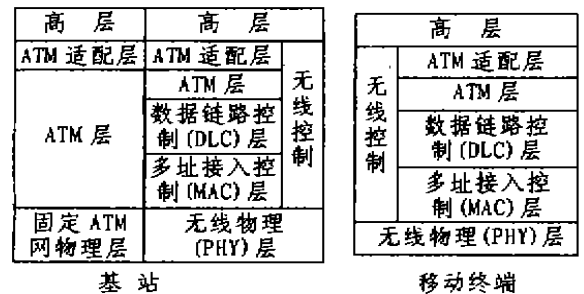 高 层
ATM 适配层
ATM 层
固定 ATM
网物理层
高 层
ATM 适配层
ATM 层
数据链路控
制 (DLC) 层
多址接入控
制 (MAC) 层
无线控制
无线物理
(PHY) 层
基 站
高 层
无线控制
ATM 适配层
ATM 层
数据链路控
制 (DLC) 层
多址接入控
制 (MAC) 层
无线物理 (PHY) 层
移动终端